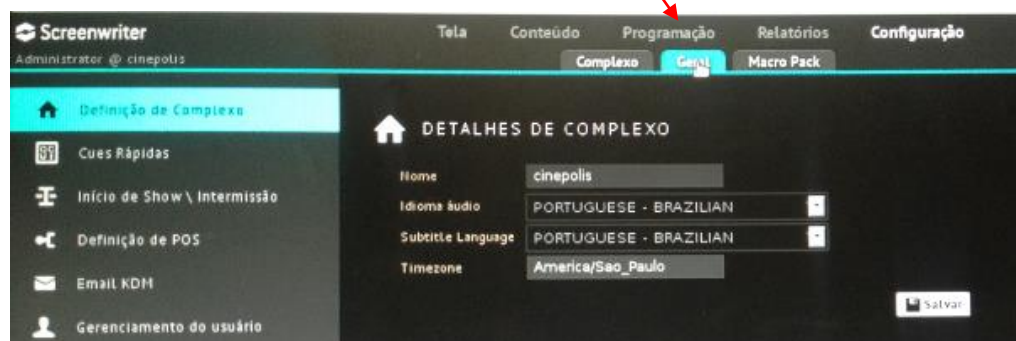 Screenwriter
Tela Conteúdo Programação Relatórios Configuração
Administrator @ cinepolis
Complexo Geral Macro Pack
Definição de Complexo
DETALHES DE COMPLEXO
Cues Rápidas
Nome cinepolis
Início de Show \ Intermissão
Idioma áudio PORTUGUESE - BRAZILIAN
Definição de POS
Subtitle Language PORTUGUESE - BRAZILIAN
Timezone America/Sao_Paulo
Email KDM
Salvar
Gerenciamento do usuário